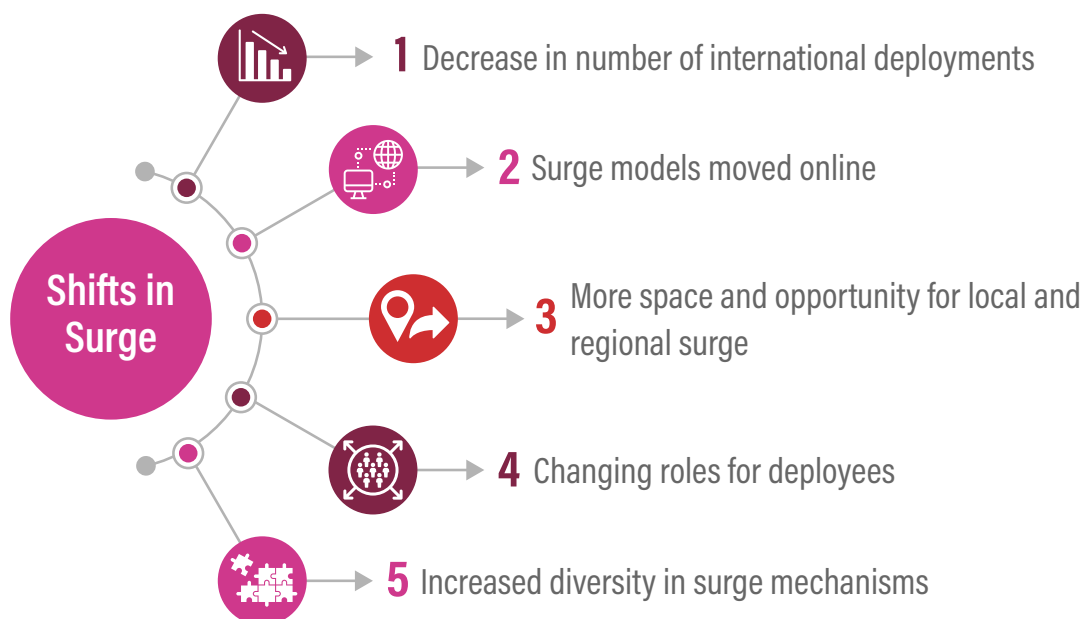 Shifts in
Surge
1 Decrease in number of international deployments
2 Surge models moved online
3 More space and opportunity for local and
regional surge
4 Changing roles for deployees
5 Increased diversity in surge mechanisms